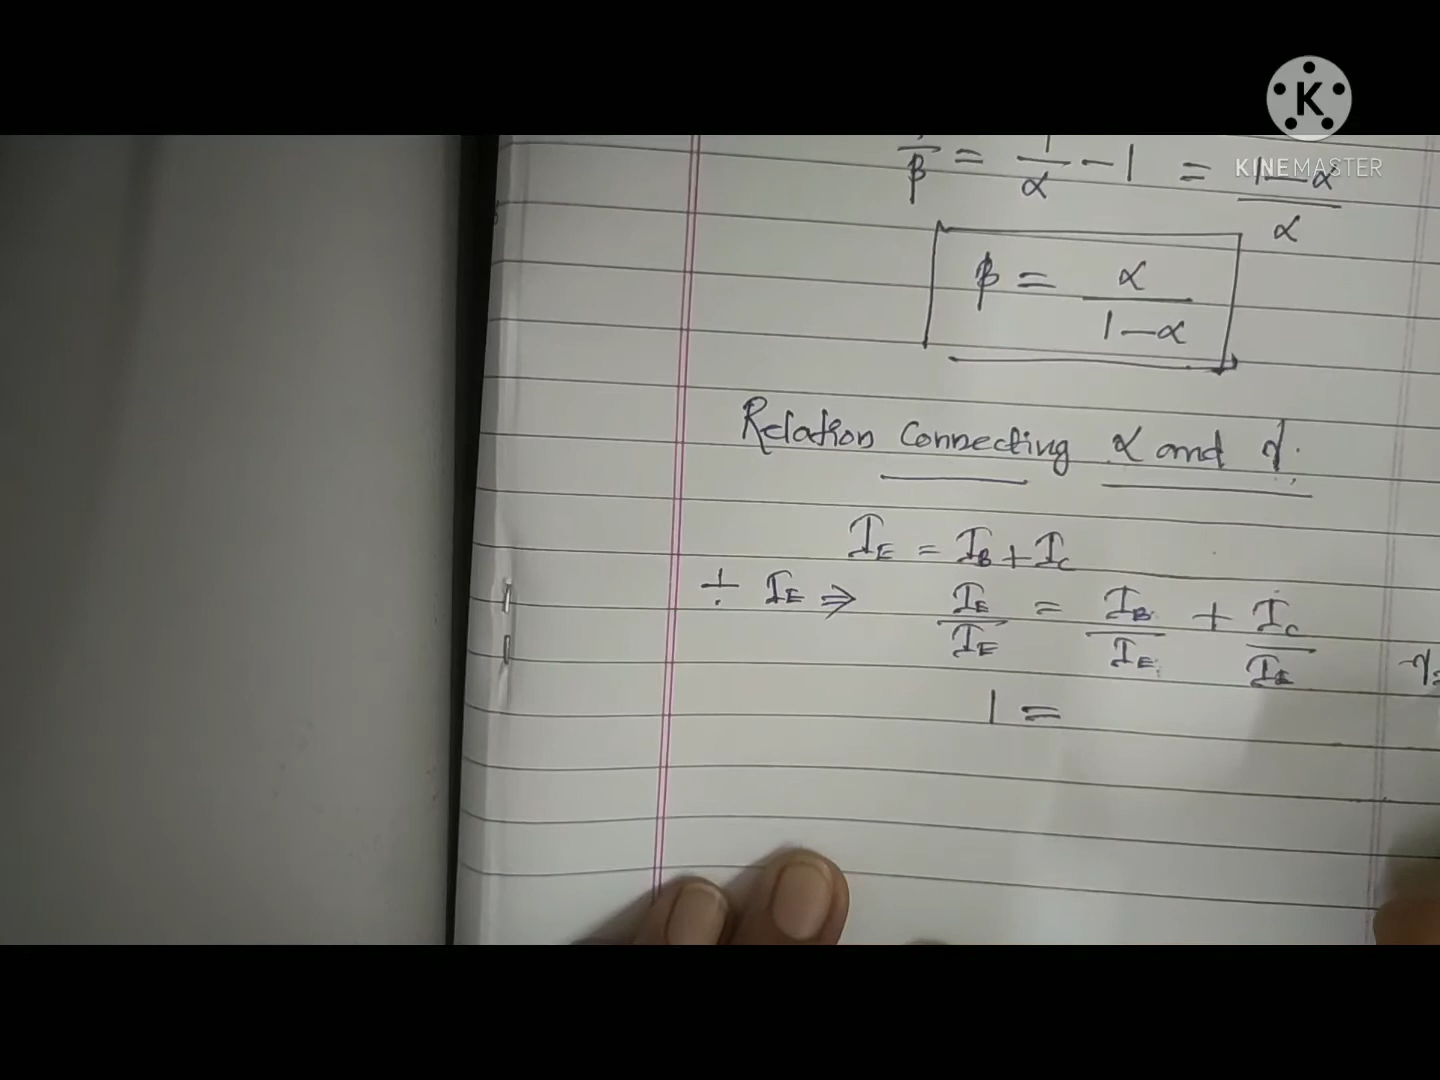 K
KINEMASTER
1/β = 1/α − 1 = 1−α/α
β = α/1−α
Relation connecting α and γ.
I_E = I_B + I_C
÷ I_E ⇒ I_E/I_E = I_B/I_E + I_C/I_E
γ=
1 =